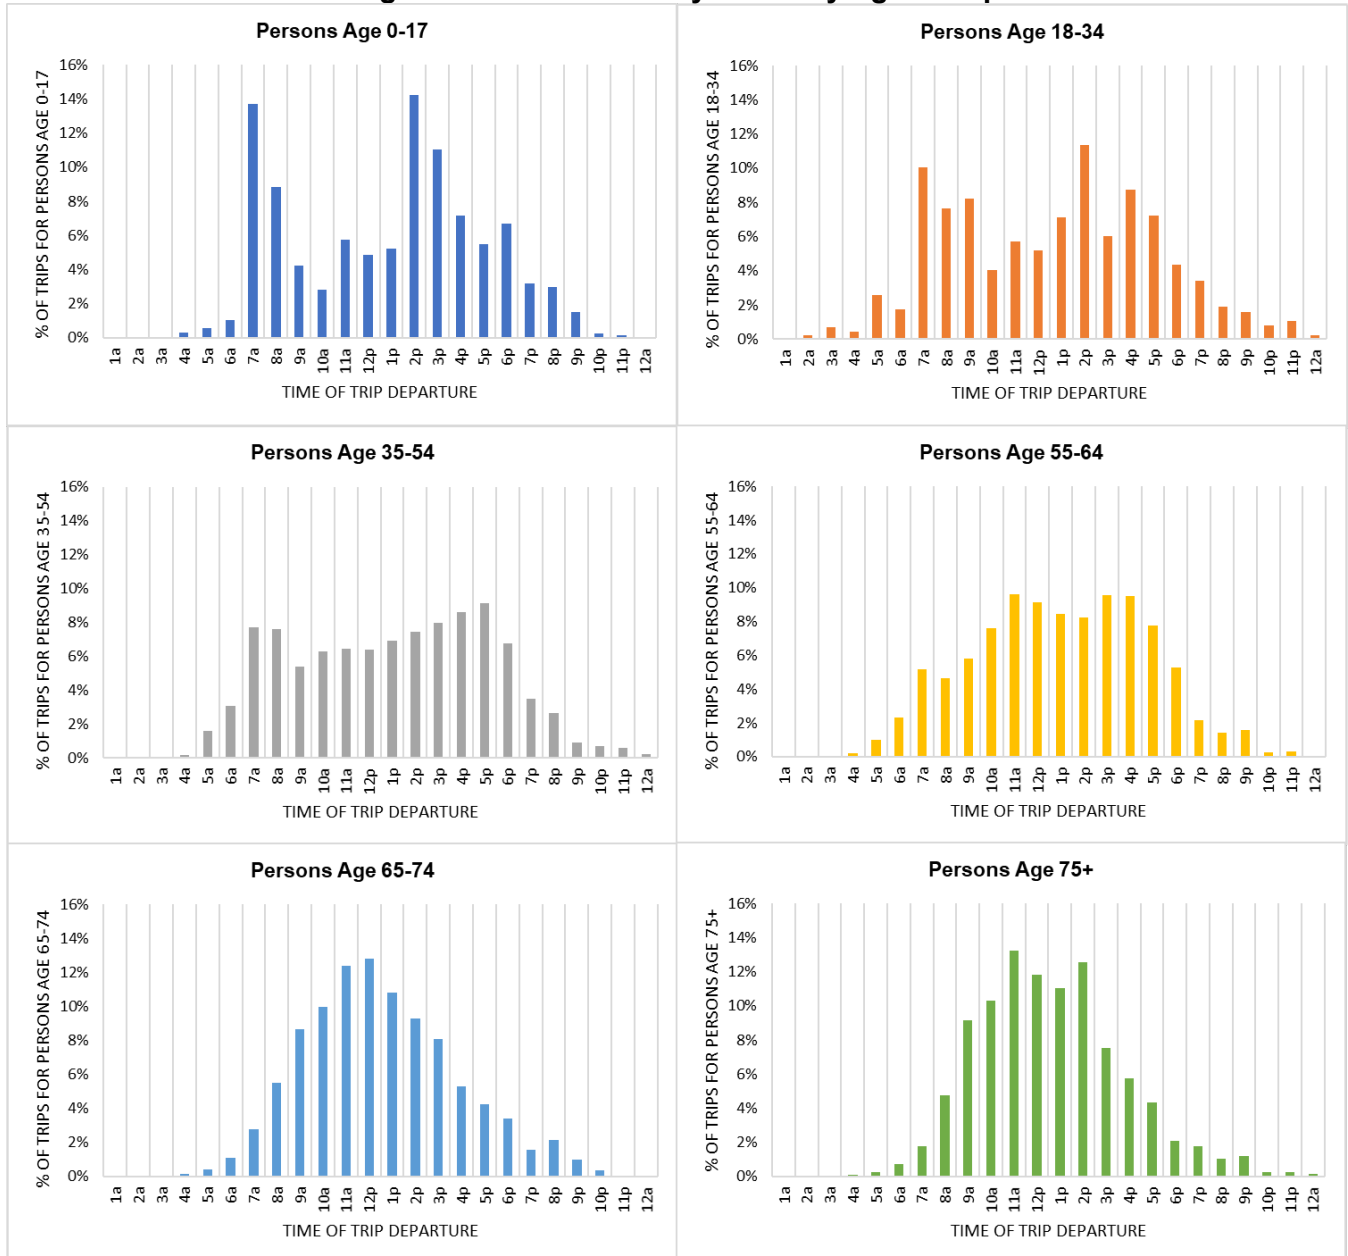 Persons Age 0-17
% OF TRIPS FOR PERSONS AGE 0-17
16%
14%
12%
10%
8%
6%
4%
2%
0%
1a 2a 3a 4a 5a 6a 7a 8a 9a 10a 11a 12p 1p 2p 3p 4p 5p 6p 7p 8p 9p 10p 11p 12a
TIME OF TRIP DEPARTURE
Persons Age 18-34
% OF TRIPS FOR PERSONS AGE 18-34
16%
14%
12%
10%
8%
6%
4%
2%
0%
1a 2a 3a 4a 5a 6a 7a 8a 9a 10a 11a 12p 1p 2p 3p 4p 5p 6p 7p 8p 9p 10p 11p 12a
TIME OF TRIP DEPARTURE
Persons Age 35-54
% OF TRIPS FOR PERSONS AGE 35-54
16%
14%
12%
10%
8%
6%
4%
2%
0%
1a 2a 3a 4a 5a 6a 7a 8a 9a 10a 11a 12p 1p 2p 3p 4p 5p 6p 7p 8p 9p 10p 11p 12a
TIME OF TRIP DEPARTURE
Persons Age 55-64
% OF TRIPS FOR PERSONS AGE 55-64
16%
14%
12%
10%
8%
6%
4%
2%
0%
1a 2a 3a 4a 5a 6a 7a 8a 9a 10a 11a 12p 1p 2p 3p 4p 5p 6p 7p 8p 9p 10p 11p 12a
TIME OF TRIP DEPARTURE
Persons Age 65-74
% OF TRIPS FOR PERSONS AGE 65-74
16%
14%
12%
10%
8%
6%
4%
2%
0%
1a 2a 3a 4a 5a 6a 7a 8a 9a 10a 11a 12p 1p 2p 3p 4p 5p 6p 7p 8p 9p 10p 11p 12a
TIME OF TRIP DEPARTURE
Persons Age 75+
% OF TRIPS FOR PERSONS AGE 75+
16%
14%
12%
10%
8%
6%
4%
2%
0%
1a 2a 3a 4a 5a 6a 7a 8a 9a 10a 11a 12p 1p 2p 3p 4p 5p 6p 7p 8p 9p 10p 11p 12a
TIME OF TRIP DEPARTURE